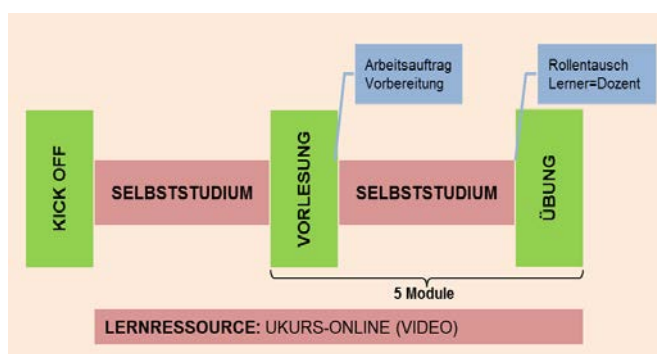 Arbeitsauftrag
Vorbereitung
Rollentausch
Lerner=Dozent
KICK OFF
SELBSTSTUDIUM
VORLESUNG
SELBSTSTUDIUM
ÜBUNG
5 Module
LERNRESSOURCE: UKURS-ONLINE (VIDEO)